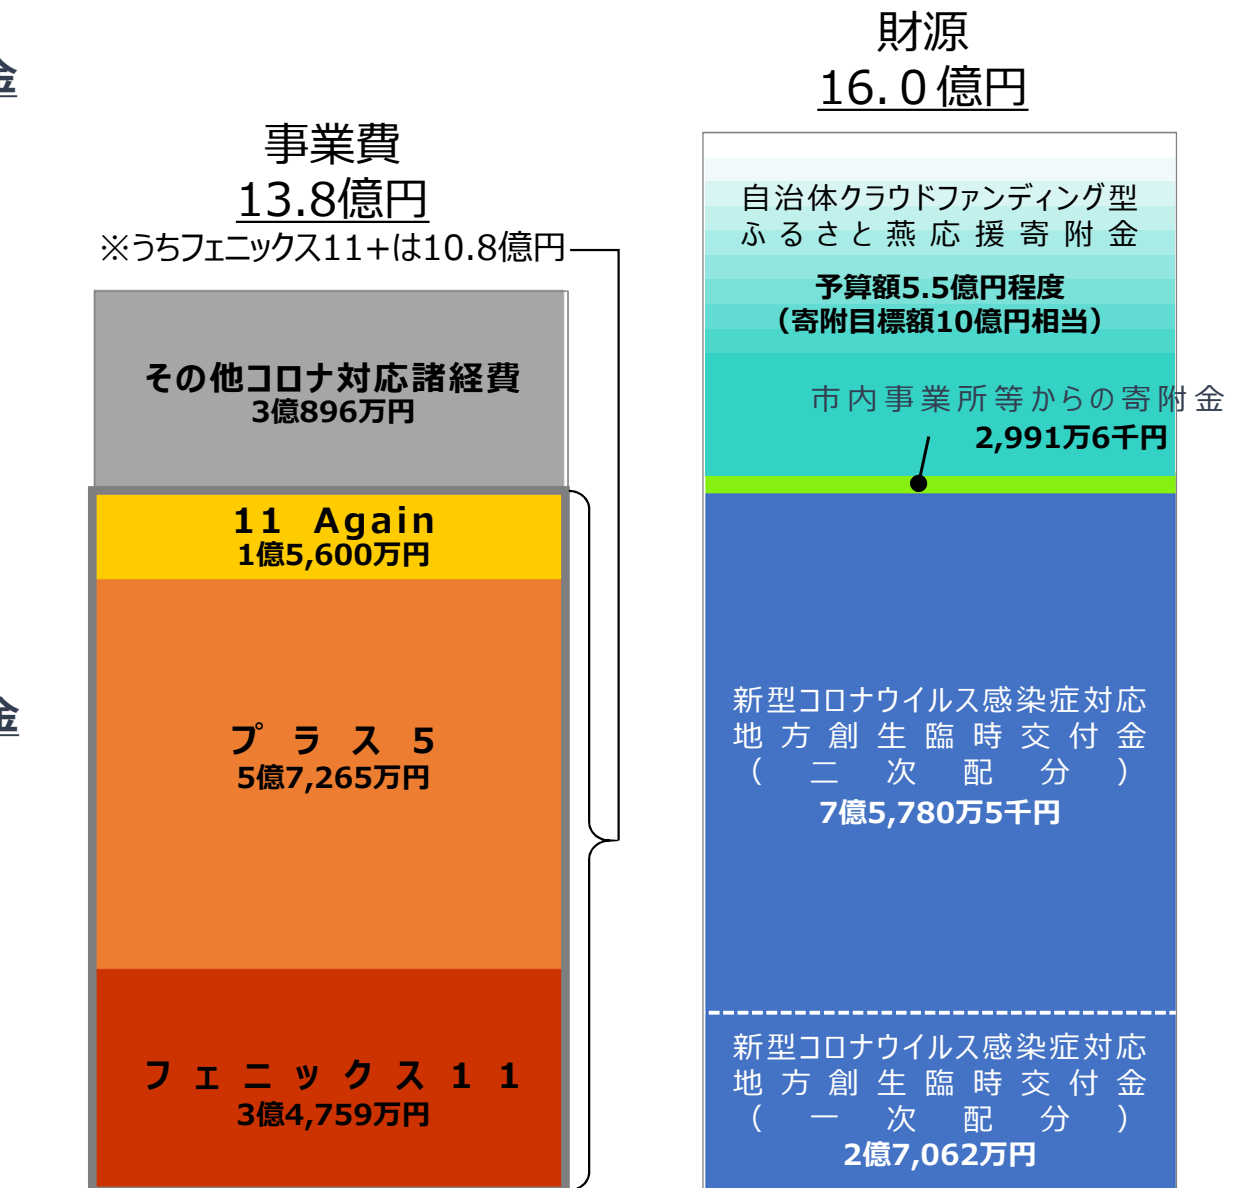 金
金
事業費
13.8億円
※うちフェニックス11+は10.8億円
その他コロナ対応諸経費
3億896万円
11 Again
1億5,600万円
プラス5
5億7,265万円
フェニックス11
3億4,759万円
財源
16.0億円
自治体クラウドファンディング型
ふるさと燕応援寄附金
予算額5.5億円程度
（寄附目標額10億円相当）
市内事業所等からの寄附金
2,991万6千円
新型コロナウイルス感染症対応
地方創生臨時交付金
（二次配分）
7億5,780万5千円
新型コロナウイルス感染症対応
地方創生臨時交付金
（一次配分）
2億7,062万円